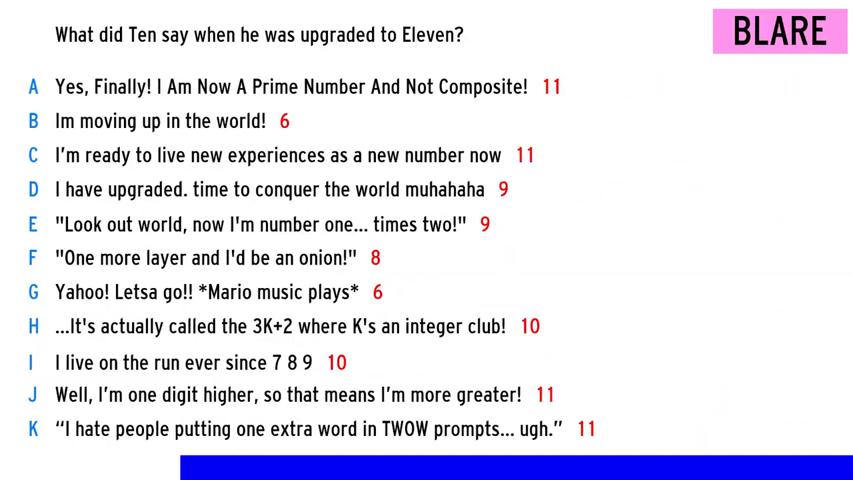 What did Ten say when he was upgraded to Eleven?
BLARE
A Yes, Finally! I Am Now A Prime Number And Not Composite! 11
B Im moving up in the world! 6
C I'm ready to live new experiences as a new number now 11
D I have upgraded. time to conquer the world muhahaha 9
E "Look out world, now I'm number one... times two!" 9
F "One more layer and I'd be an onion!" 8
G Yahoo! Letsa go!! *Mario music plays* 6
H ...It's actually called the 3K+2 where K's an integer club! 10
I I live on the run ever since 7 8 9 10
J Well, I'm one digit higher, so that means I'm more greater! 11
K “I hate people putting one extra word in TWOW prompts... ugh.” 11